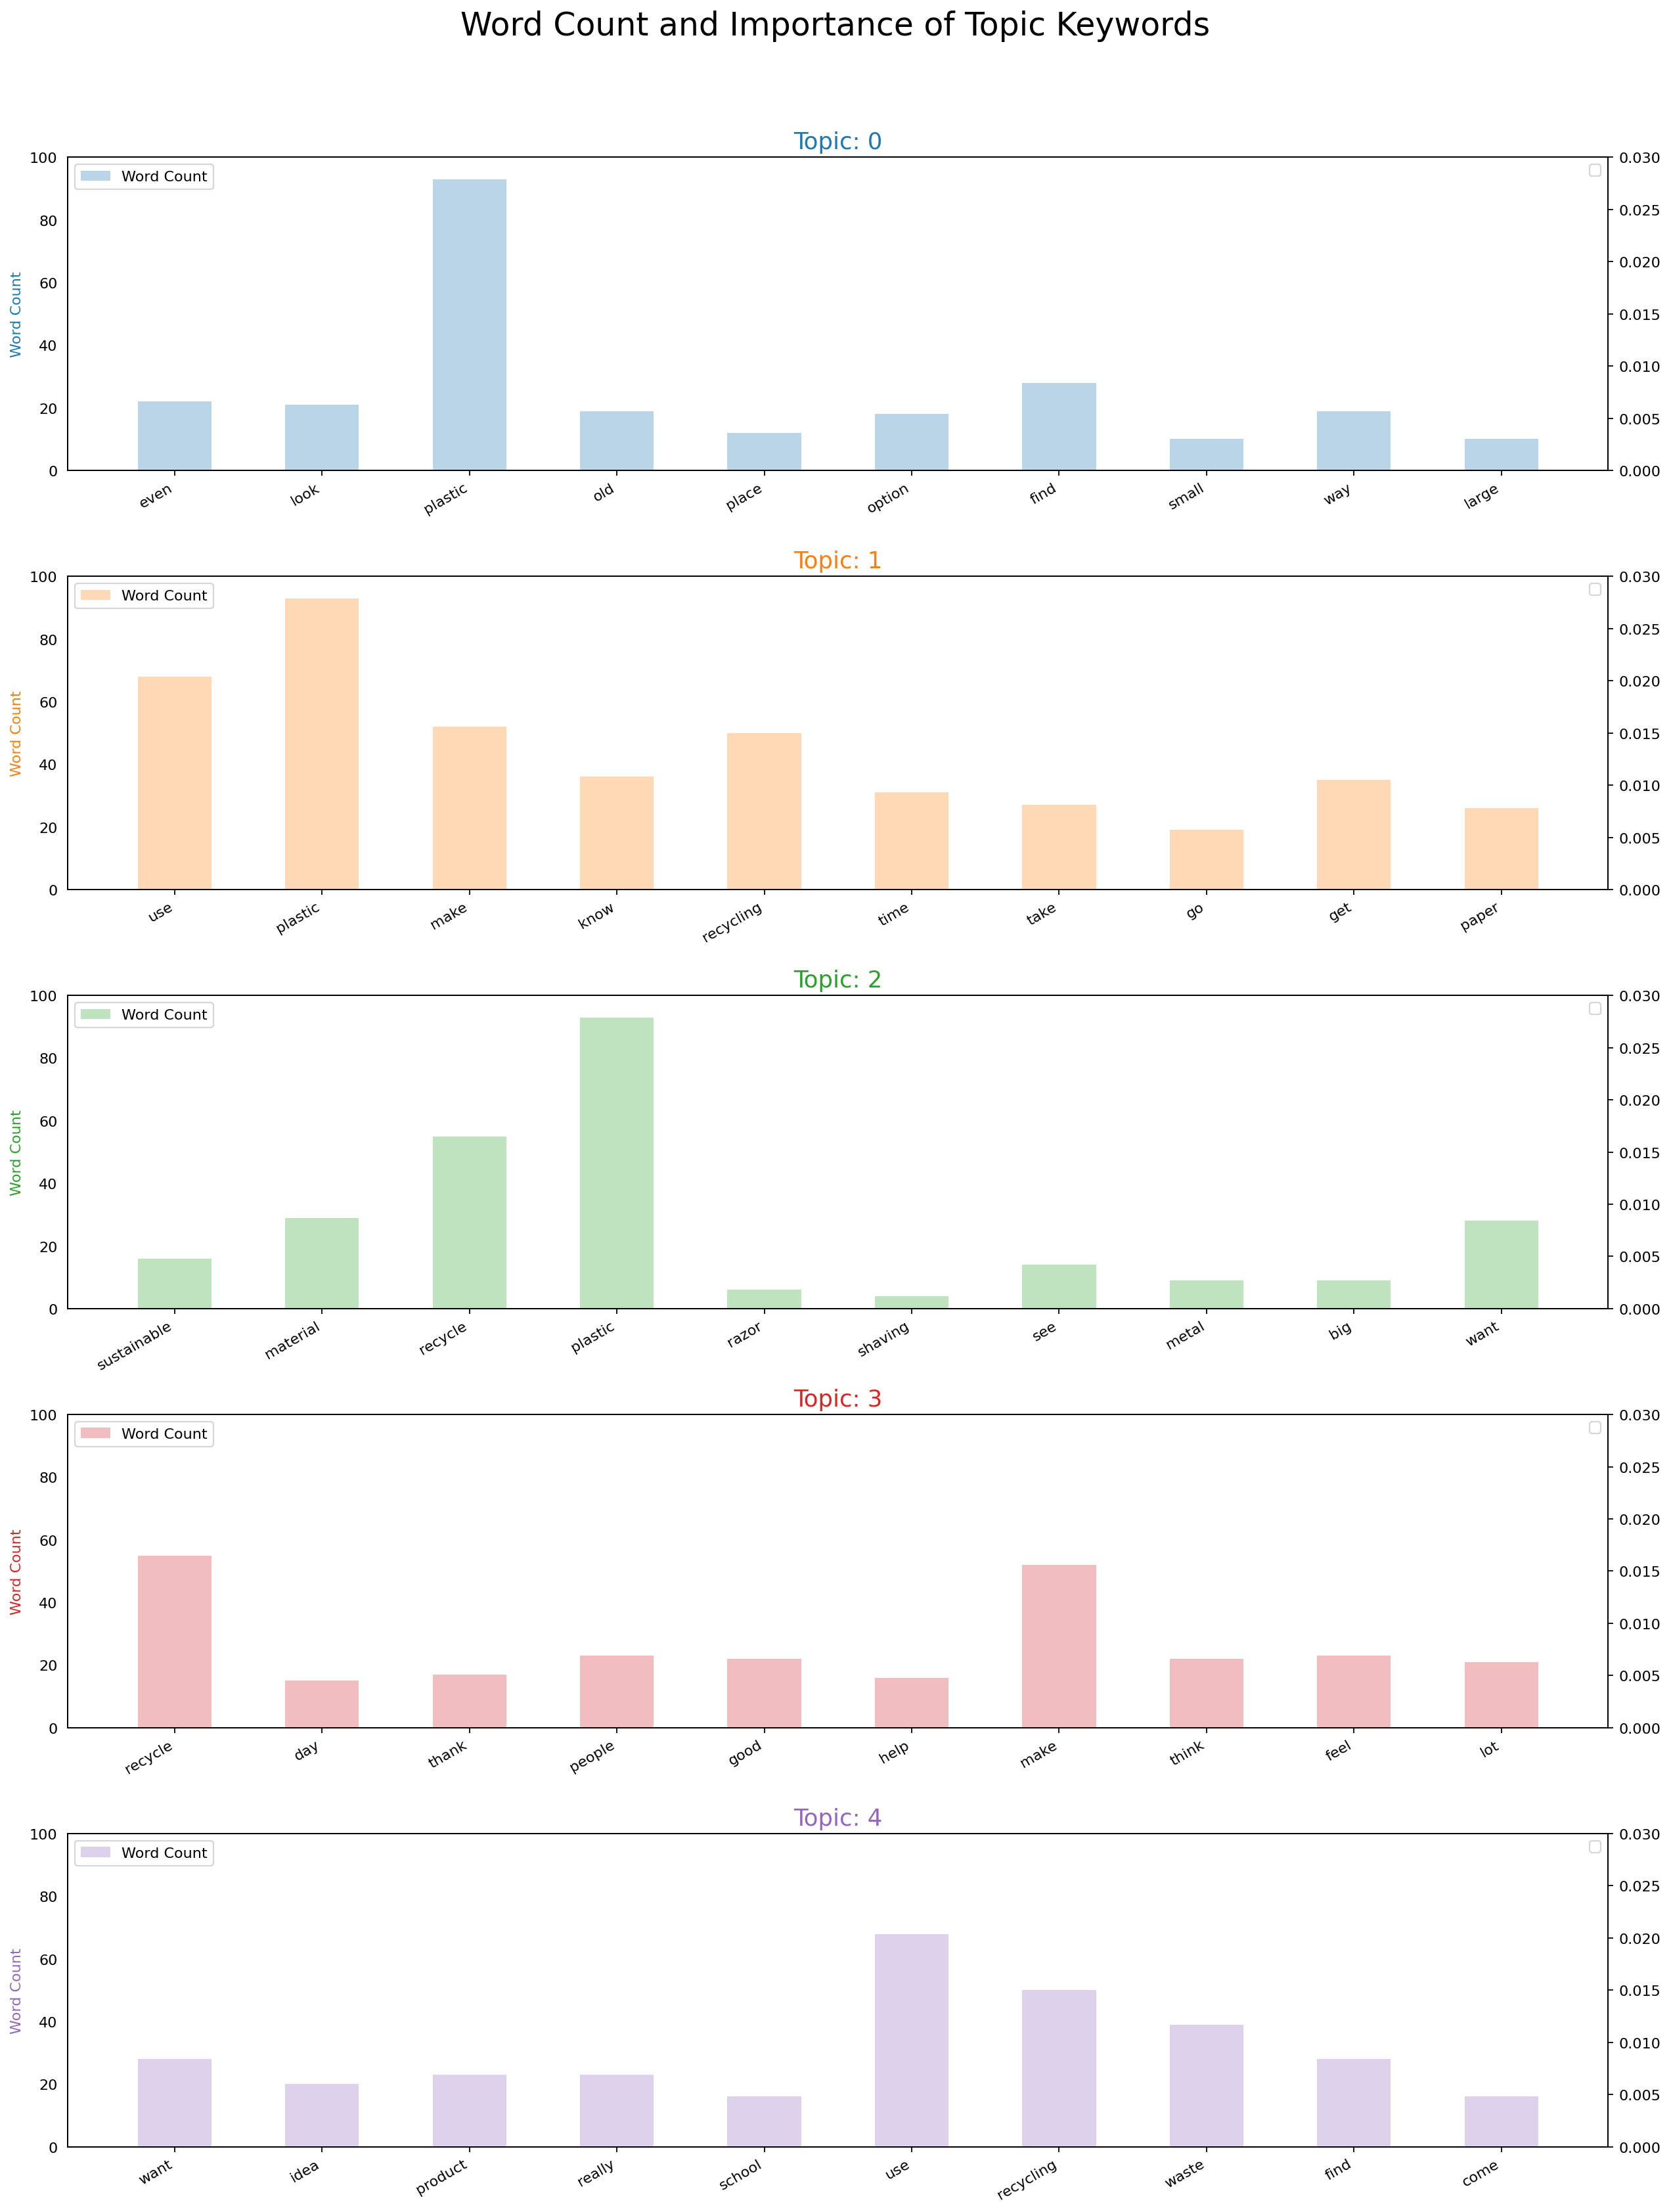 Word Count and Importance of Topic Keywords
Topic: 0
100 80 60 40 20 0
Word Count
Word Count
0.030 0.025 0.020 0.015 0.010 0.005 0.000
even look plastic old place option find small way large
Topic: 1
100 80 60 40 20 0
Word Count
Word Count
0.030 0.025 0.020 0.015 0.010 0.005 0.000
use plastic make know recycling time take go get paper
Topic: 2
100 80 60 40 20 0
Word Count
Word Count
0.030 0.025 0.020 0.015 0.010 0.005 0.000
sustainable material recycle plastic razor shaving see metal big want
Topic: 3
100 80 60 40 20 0
Word Count
Word Count
0.030 0.025 0.020 0.015 0.010 0.005 0.000
recycle day thank people good help make think feel lot
Topic: 4
100 80 60 40 20 0
Word Count
Word Count
0.030 0.025 0.020 0.015 0.010 0.005 0.000
want idea product really school use recycling waste find come